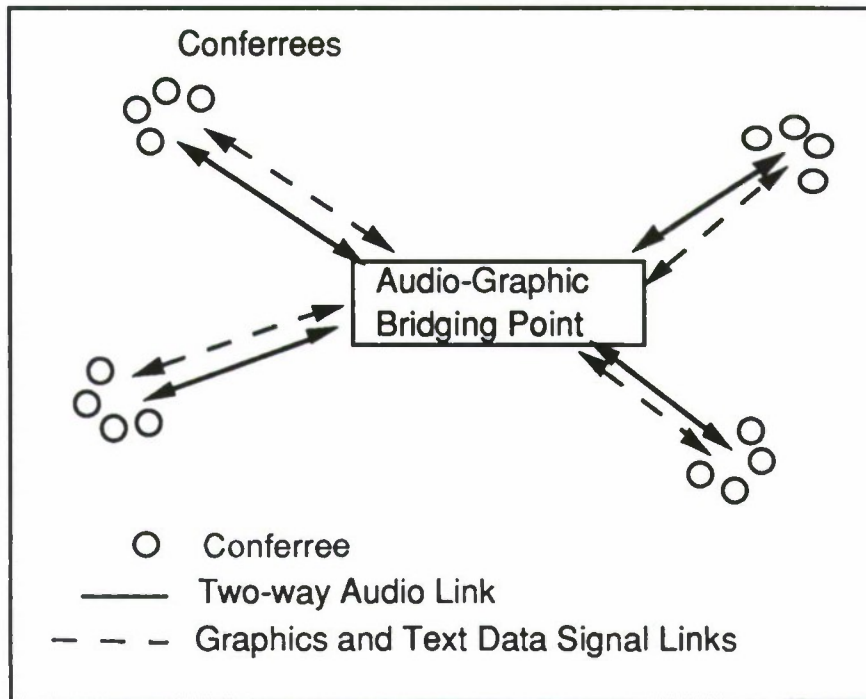 Conferrees
Audio-Graphic
Bridging Point
Conferree
Two-way Audio Link
Graphics and Text Data Signal Links